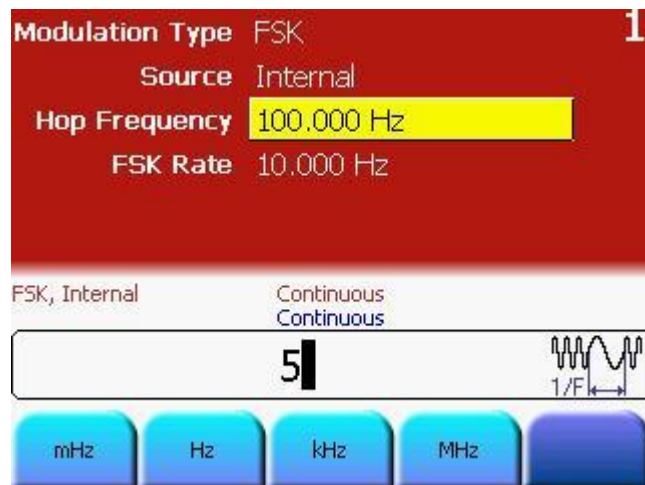 Modulation Type FSK 1
Source Internal
Hop Frequency 100.000 Hz
FSK Rate 10.000 Hz
FSK, Internal Continuous
Continuous
5
1/F
mHz Hz kHz MHz